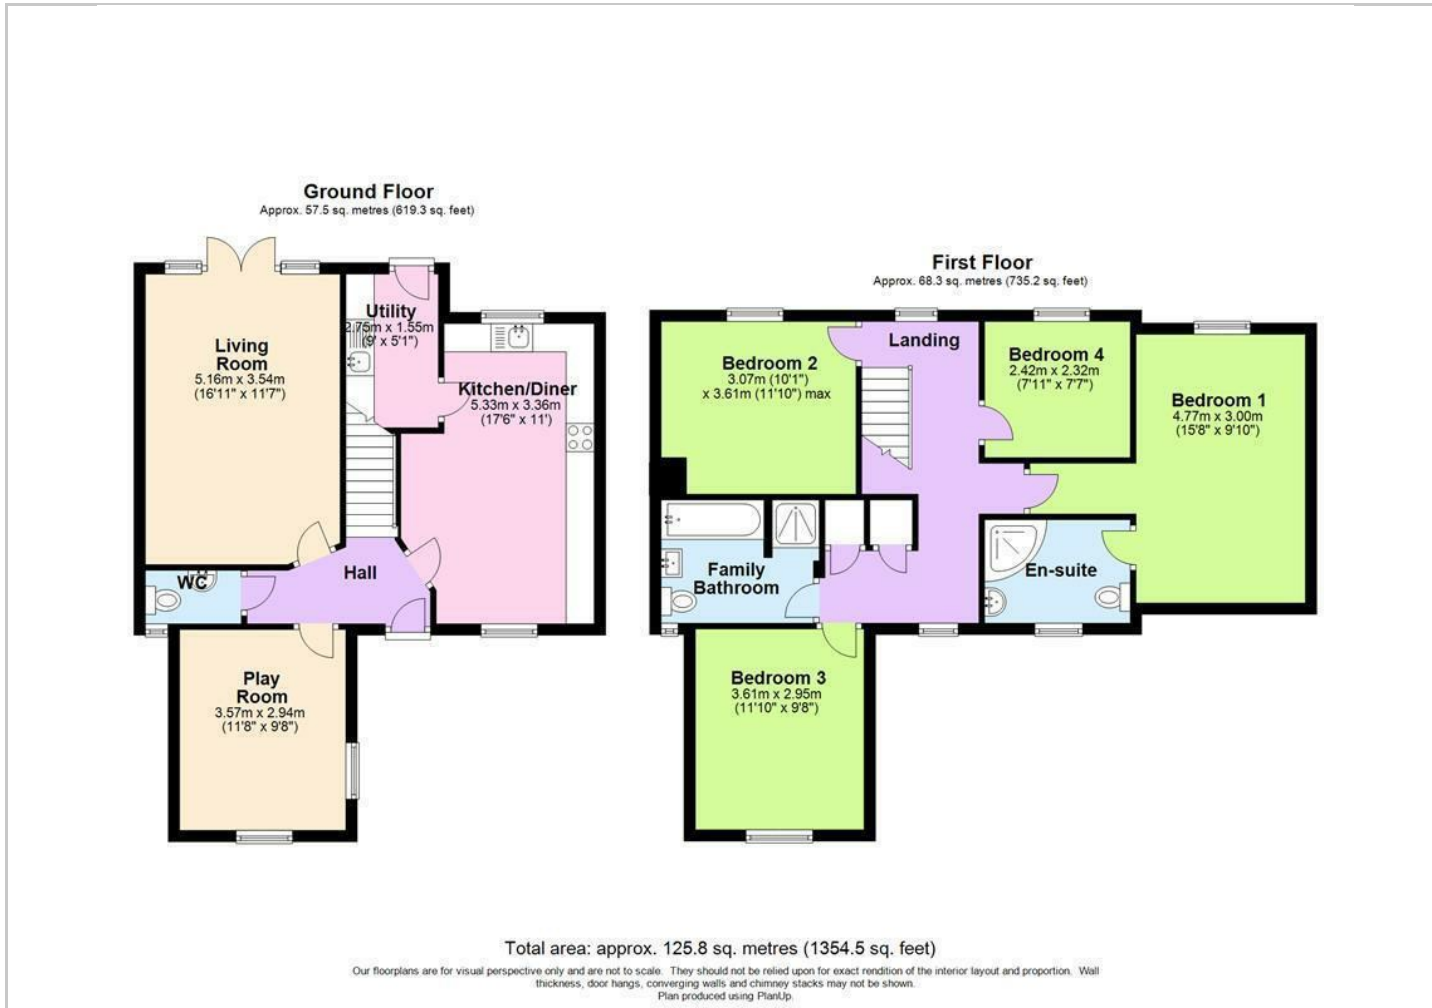 Ground Floor
Approx. 57.5 sq. metres (619.3 sq. feet)
Living
Room
5.16m x 3.54m
(16'11" x 11'7")
Utility
2.75m x 1.55m
(9' x 5'1")
Kitchen/Diner
5.33m x 3.36m
(17'6" x 11')
WC
Hall
Play
Room
3.57m x 2.94m
(11'8" x 9'8")
First Floor
Approx. 68.3 sq. metres (735.2 sq. feet)
Bedroom 2
3.07m (10'1")
x 3.61m (11'10") max
Landing
Bedroom 4
2.42m x 2.32m
(7'11" x 7'7")
Bedroom 1
4.77m x 3.00m
(15'8" x 9'10")
Family
Bathroom
En-suite
Bedroom 3
3.61m x 2.95m
(11'10" x 9'8")
Total area: approx. 125.8 sq. metres (1354.5 sq. feet)
Our floorplans are for visual perspective only and are not to scale. They should not be relied upon for exact rendition of the interior layout and proportion. Wall
thickness, door hangs, converging walls and chimney stacks may not be shown.
Plan produced using PlanUp.